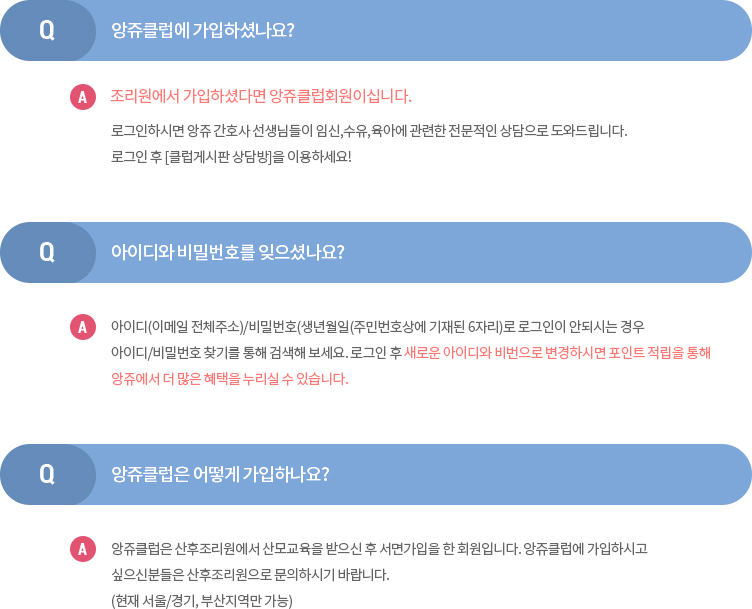 Q 앙쥬클럽에 가입하셨나요?
A 조리원에서 가입하셨다면 앙쥬클럽회원이십니다.
로그인하시면 앙쥬 간호사 선생님들이 임신,수유,육아에 관련한 전문적인 상담으로 도와드립니다.
로그인 후 [클럽게시판 상담방]을 이용하세요!
Q 아이디와 비밀번호를 잊으셨나요?
A 아이디(이메일 전체주소)/비밀번호(생년월일(주민번호상에 기재된 6자리)로 로그인이 안되시는 경우
아이디/비밀번호 찾기를 통해 검색해 보세요. 로그인 후 새로운 아이디와 비번으로 변경하시면 포인트 적립을 통해
앙쥬에서 더 많은 혜택을 누리실 수 있습니다.
Q 앙쥬클럽은 어떻게 가입하나요?
A 앙쥬클럽은 산후조리원에서 산모교육을 받으신 후 서면가입을 한 회원입니다. 앙쥬클럽에 가입하시고
싶으신분들은 산후조리원으로 문의하시기 바랍니다.
(현재 서울/경기, 부산지역만 가능)